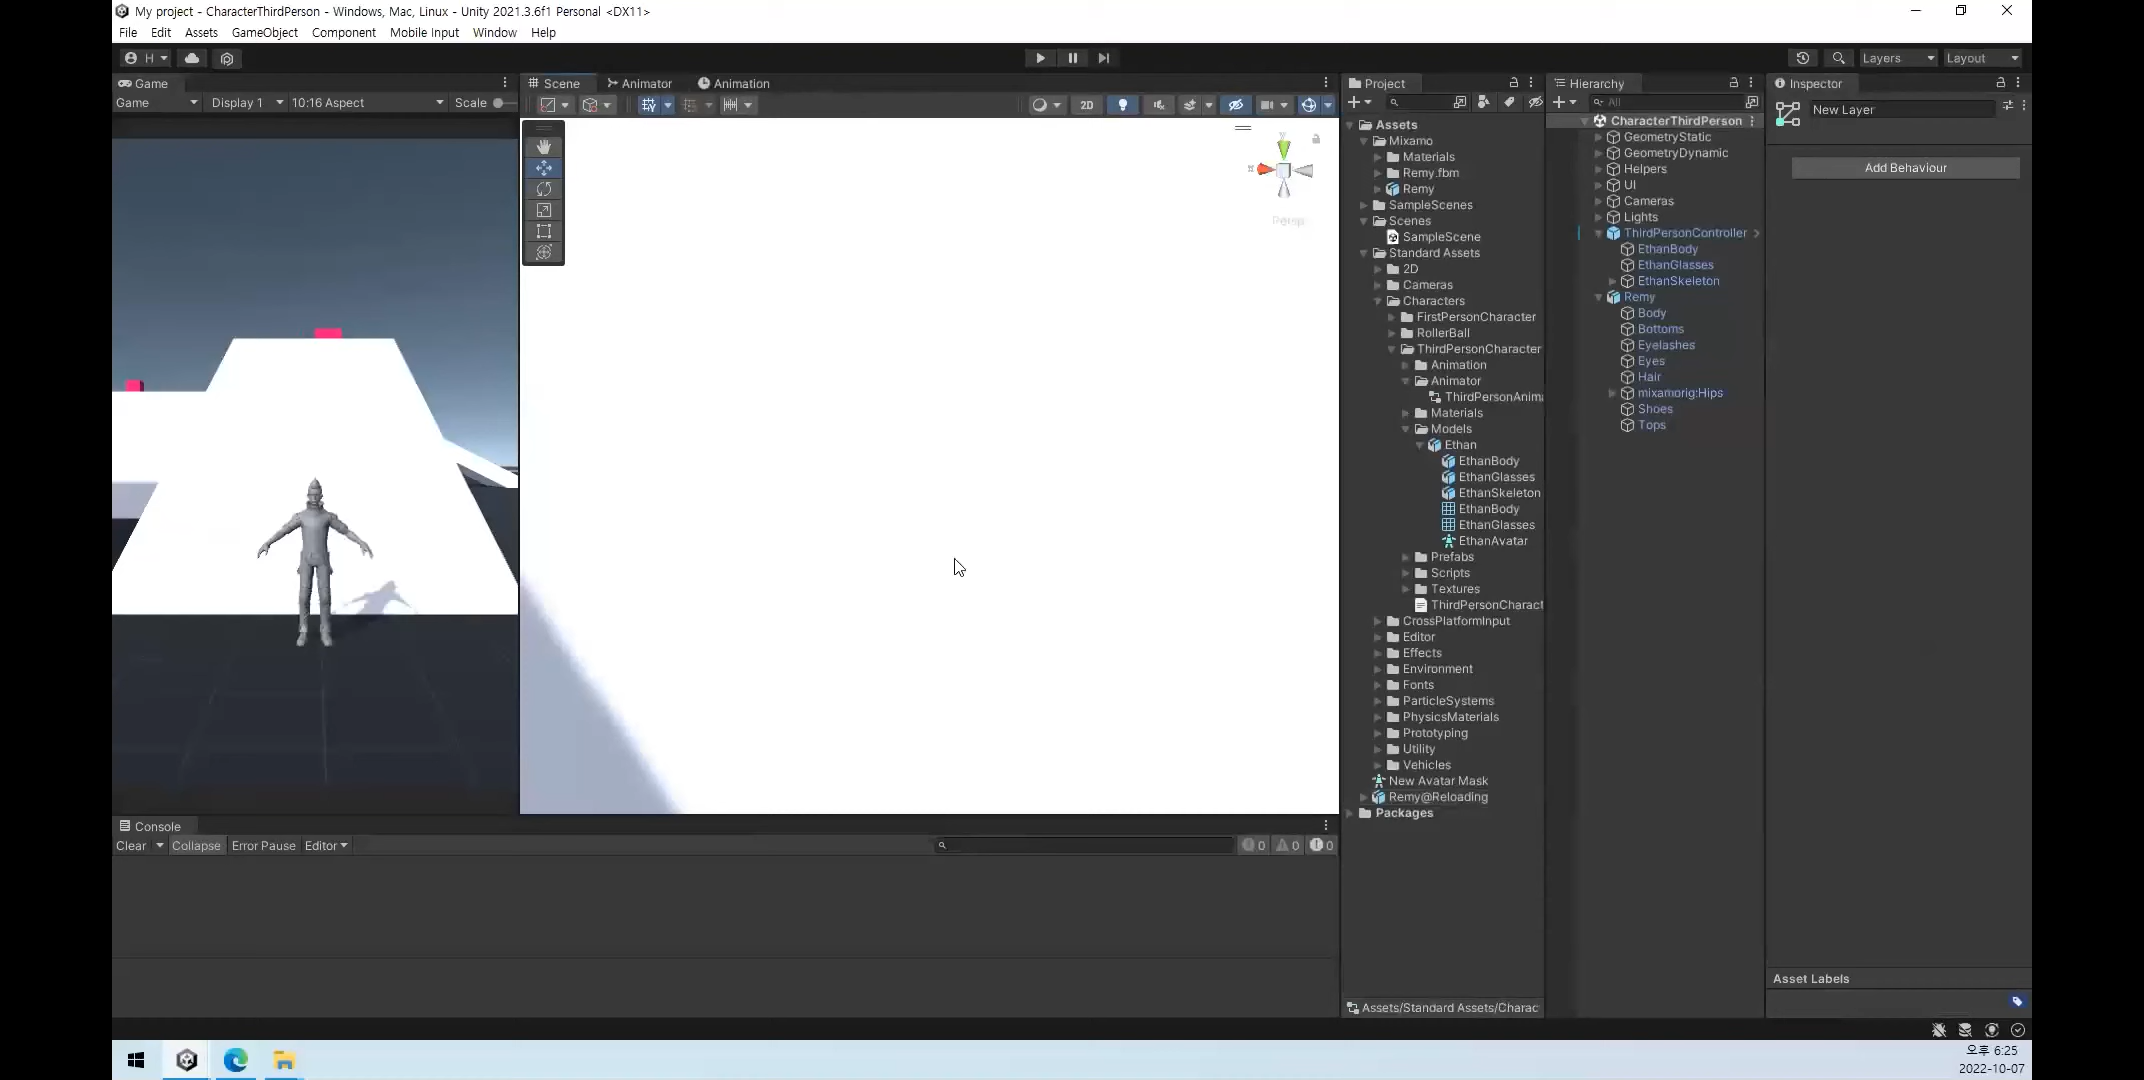 My project - CharacterThirdPerson - Windows, Mac, Linux - Unity 2021.3.6f1 Personal <DX11>
File Edit Assets GameObject Component Mobile Input Window Help
H Layers Layout
Game
Game Display 1 10:16 Aspect Scale
Scene Animator Animation
2D
Persp
Console
Clear Collapse Error Pause Editor 0 0 0
Project
Assets
Mixamo
Materials
Remy.fbm
Remy
SampleScenes
Scenes
SampleScene
Standard Assets
2D
Cameras
Characters
FirstPersonCharacter
RollerBall
ThirdPersonCharacter
Animation
Animator
ThirdPersonAnima
Materials
Models
Ethan
EthanBody
EthanGlasses
EthanSkeleton
EthanBody
EthanGlasses
EthanAvatar
Prefabs
Scripts
Textures
ThirdPersonCharact
CrossPlatformInput
Editor
Effects
Environment
Fonts
ParticleSystems
PhysicsMaterials
Prototyping
Utility
Vehicles
New Avatar Mask
Remy@Reloading
Packages
Assets/Standard Assets/Charac
Hierarchy
All
CharacterThirdPerson
GeometryStatic
GeometryDynamic
Helpers
UI
Cameras
Lights
ThirdPersonController
EthanBody
EthanGlasses
EthanSkeleton
Remy
Body
Bottoms
Eyelashes
Eyes
Hair
mixamorig:Hips
Shoes
Tops
Inspector
New Layer
Add Behaviour
Asset Labels
오후 6:25
2022-10-07